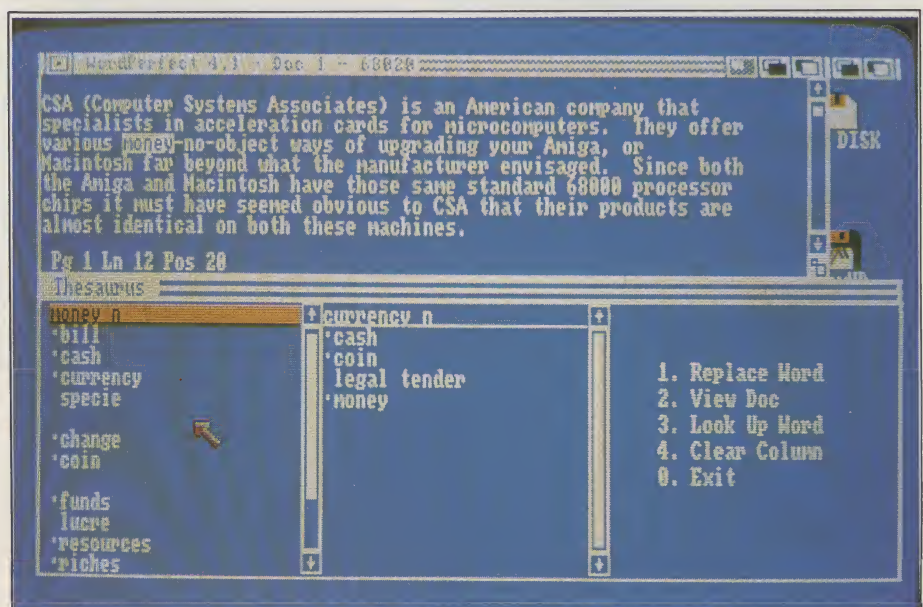 WordPerfect 4.1 - Doc 1 - 68020
CSA (Computer Systems Associates) is an American company that
specialists in acceleration cards for microcomputers.  They offer
various money-no-object ways of upgrading your Amiga, or
Macintosh far beyond what the manufacturer envisaged.  Since both
the Amiga and Macintosh have those same standard 68000 processor
chips it must have seemed obvious to CSA that their products are
almost identical on both these machines.
DISK
Pg 1 Ln 12 Pos 20
Thesaurus
money n
·bill
·cash
·currency
specie
·change
·coin
·funds
lucre
·resources
·riches
currency n
·cash
·coin
legal tender
·money
1. Replace Word
2. View Doc
3. Look Up Word
4. Clear Column
0. Exit